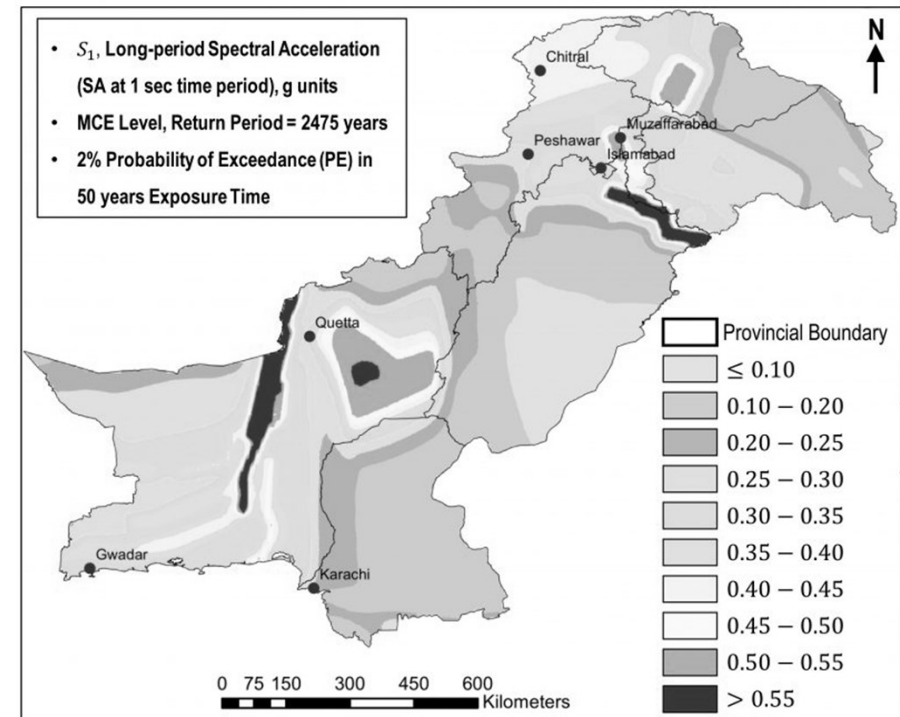 • S₁, Long-period Spectral Acceleration
(SA at 1 sec time period), g units
• MCE Level, Return Period = 2475 years
• 2% Probability of Exceedance (PE) in
50 years Exposure Time
N
Chitral
Muzaffarabad
Peshawar
Islamabad
Quetta
Gwadar
Karachi
Provincial Boundary
≤ 0.10
0.10 − 0.20
0.20 − 0.25
0.25 − 0.30
0.30 − 0.35
0.35 − 0.40
0.40 − 0.45
0.45 − 0.50
0.50 − 0.55
> 0.55
0 75 150 300 450 600
Kilometers